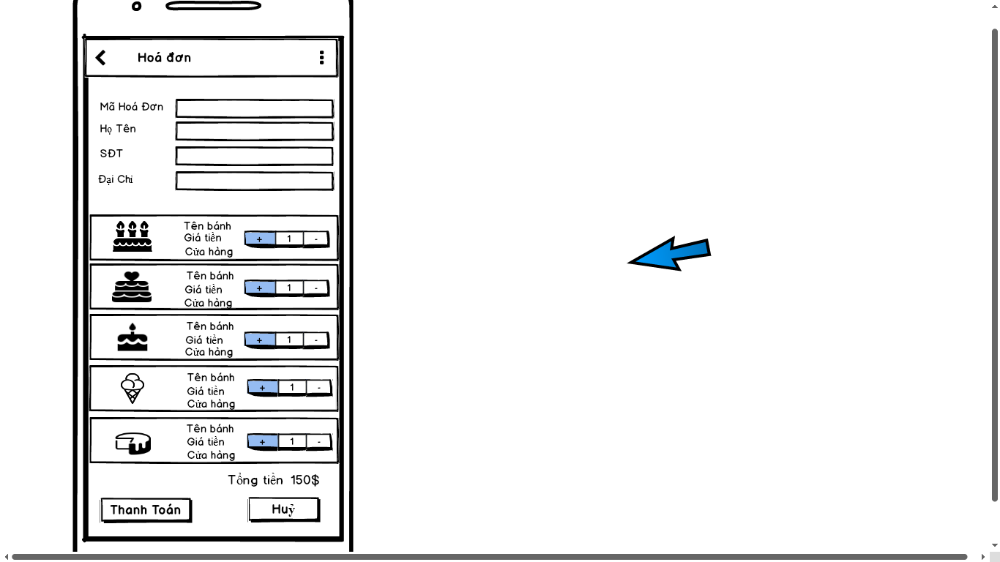 Hoá đơn
Mã Hoá Đơn
Họ Tên
SĐT
Đại Chỉ
Tên bánh
Giá tiền
+ 1 -
Cửa hàng
Tên bánh
Giá tiền
+ 1 -
Cửa hàng
Tên bánh
Giá tiền
+ 1 -
Cửa hàng
Tên bánh
Giá tiền
+ 1 -
Cửa hàng
Tên bánh
Giá tiền
+ 1 -
Cửa hàng
Tổng tiền 150$
Thanh Toán Huỷ